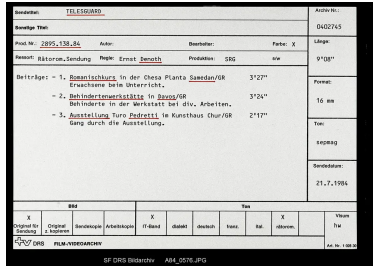 Sendetitel: TELESGUARD
Archiv Nr.:
Sonstige Titel:
0402745
Prod. Nr.: 2895.138.84 Autor: Bearbeiter: Farbe: X
Länge:
Ressort: Rätorom.Sendung Regie: Ernst Denoth Produktion: SRG s/w
9'08"
Beiträge: - 1. Romanischkurs in der Chesa Planta Samedan/GR 3'27"
Erwachsene beim Unterricht.
Format:
- 2. Behindertenwerkstätte in Davos/GR 3'24"
Behinderte in der Werkstatt bei div. Arbeiten.
16 mm
- 3. Ausstellung Turo Pedretti im Kunsthaus Chur/GR 2'17"
Gang durch die Ausstellung.
Ton:
sepmag
Sendedatum:
21.7.1984
Bild Ton
X X X Visum
Original für Sendung Original z. kopieren Sendekopie Arbeitskopie IT-Band dialekt deutsch franz. ital. rätorom. hw
DRS FILM-/VIDEOARCHIV
SF DRS Bildarchiv A84_0576.JPG